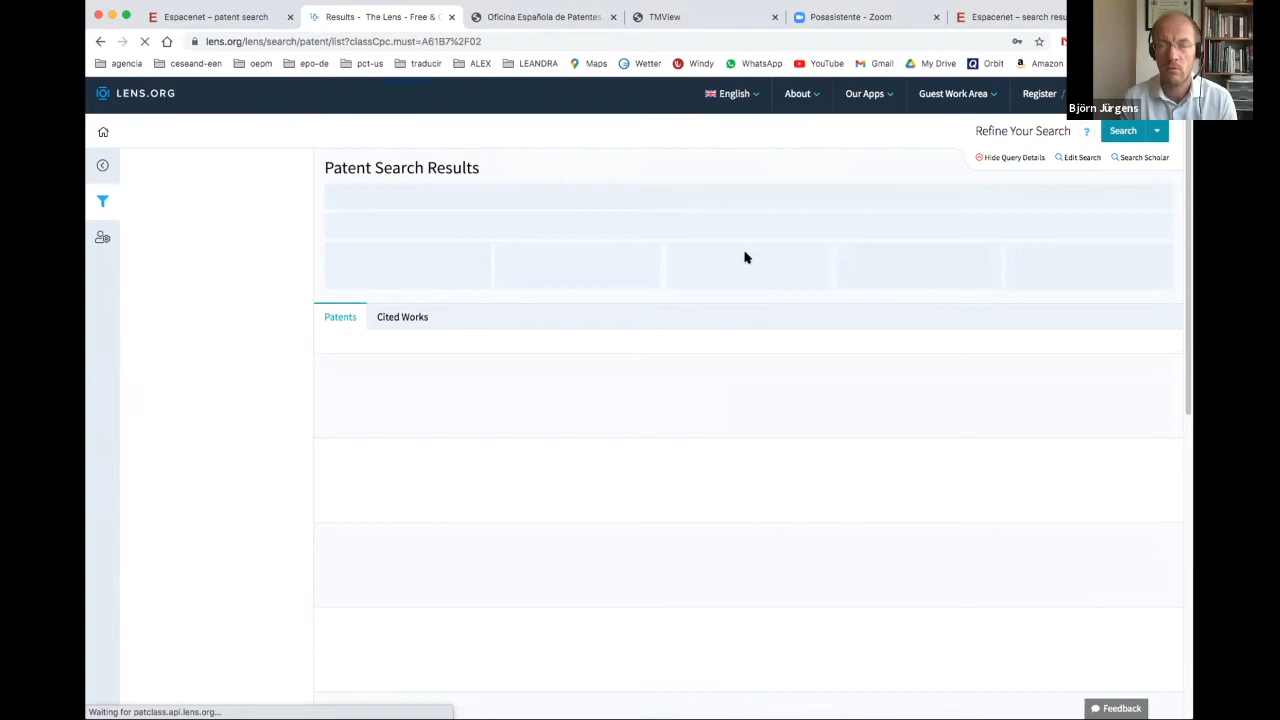 Espacenet – patent search
Results - The Lens - Free & O
Oficina Española de Patentes
TMView
Posasistente - Zoom
Espacenet – search resu
lens.org/lens/search/patent/list?classCpc.must=A61B7%2F02
agencia
ceseand-een
oepm
epo-de
pct-us
traducir
ALEX
LEANDRA
Maps
Wetter
Windy
WhatsApp
YouTube
Gmail
My Drive
Orbit
Amazon
Björn Jürgens
LENS.ORG
English
About
Our Apps
Guest Work Area
Register /
Refine Your Search
?
Search
Hide Query Details
Edit Search
Search Scholar
Patent Search Results
Patents
Cited Works
Waiting for patclass.api.lens.org...
Feedback